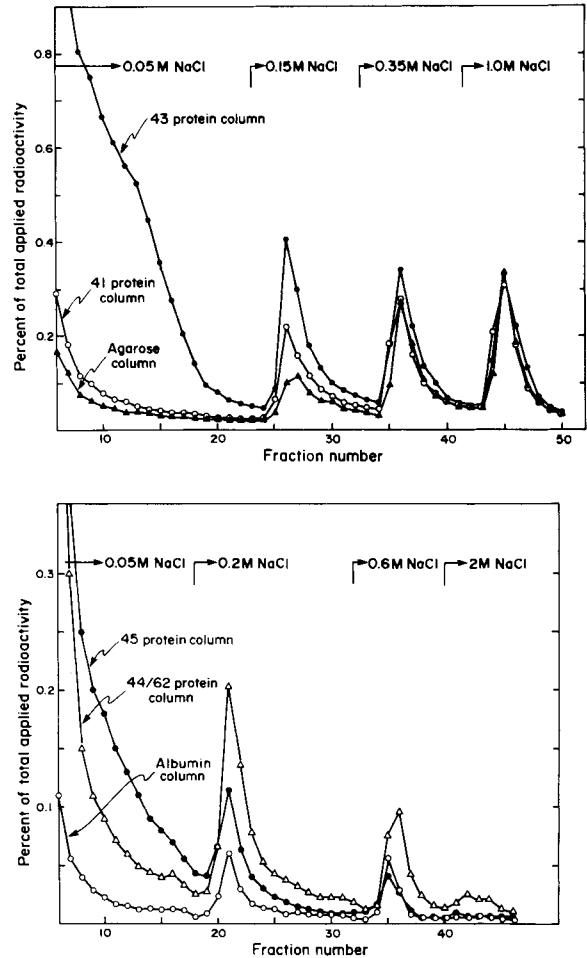 0.8
0.6
0.4
0.2
Percent of total applied radioactivity
0.05M NaCl
0.15M NaCl
0.35M NaCl
1.0M NaCl
43 protein column
41 protein
column
Agarose
column
10
20
30
40
50
Fraction number
0.3
0.2
0.1
Percent of total applied radioactivity
0.05M NaCl
0.2M NaCl
0.6M NaCl
2M NaCl
45 protein column
44/62 protein
column
Albumin
column
10
20
30
40
Fraction number